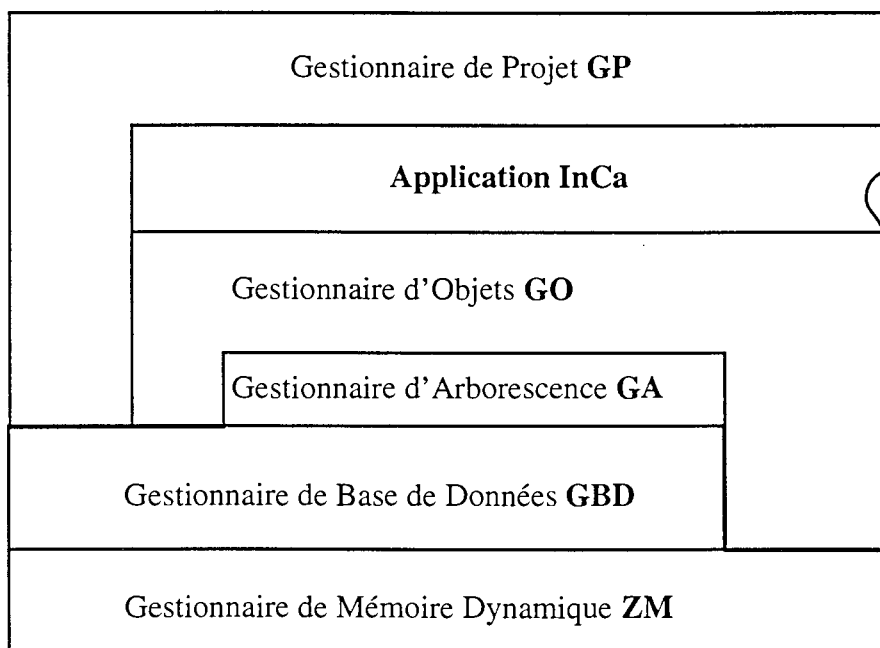 Gestionnaire de Projet GP
Application InCa
Gestionnaire d'Objets GO
Gestionnaire d'Arborescence GA
Gestionnaire de Base de Données GBD
Gestionnaire de Mémoire Dynamique ZM